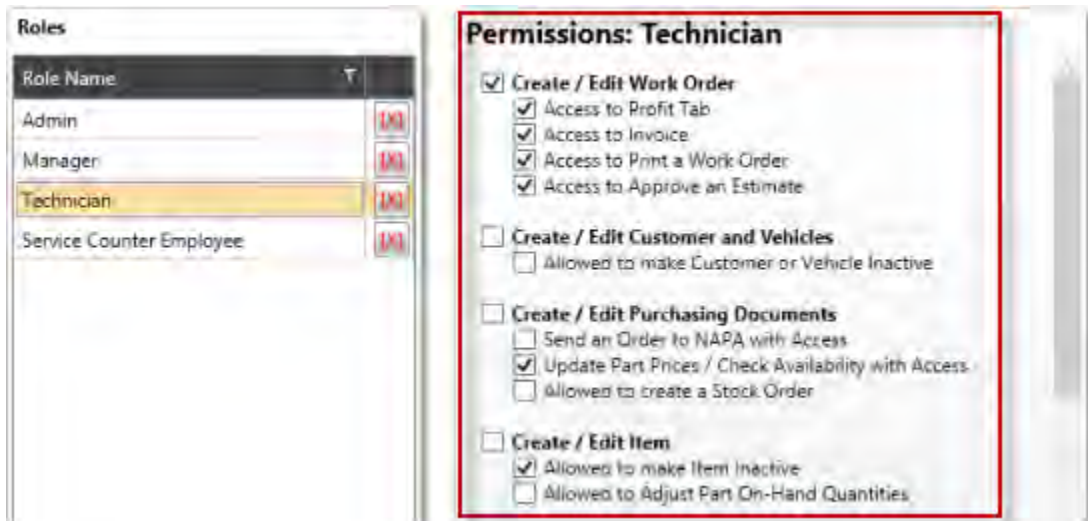 Roles
Role Name
Admin
[X]
Manager
[X]
Technician
[X]
Service Counter Employee
[X]
Permissions: Technician
Create / Edit Work Order
Access to Profit Tab
Access to Invoice
Access to Print a Work Order
Access to Approve an Estimate
Create / Edit Customer and Vehicles
Allowed to make Customer or Vehicle Inactive
Create / Edit Purchasing Documents
Send an Order to NAPA with Access
Update Part Prices / Check Availability with Access
Allowed to create a Stock Order
Create / Edit Item
Allowed to make Item Inactive
Allowed to Adjust Part On-Hand Quantities